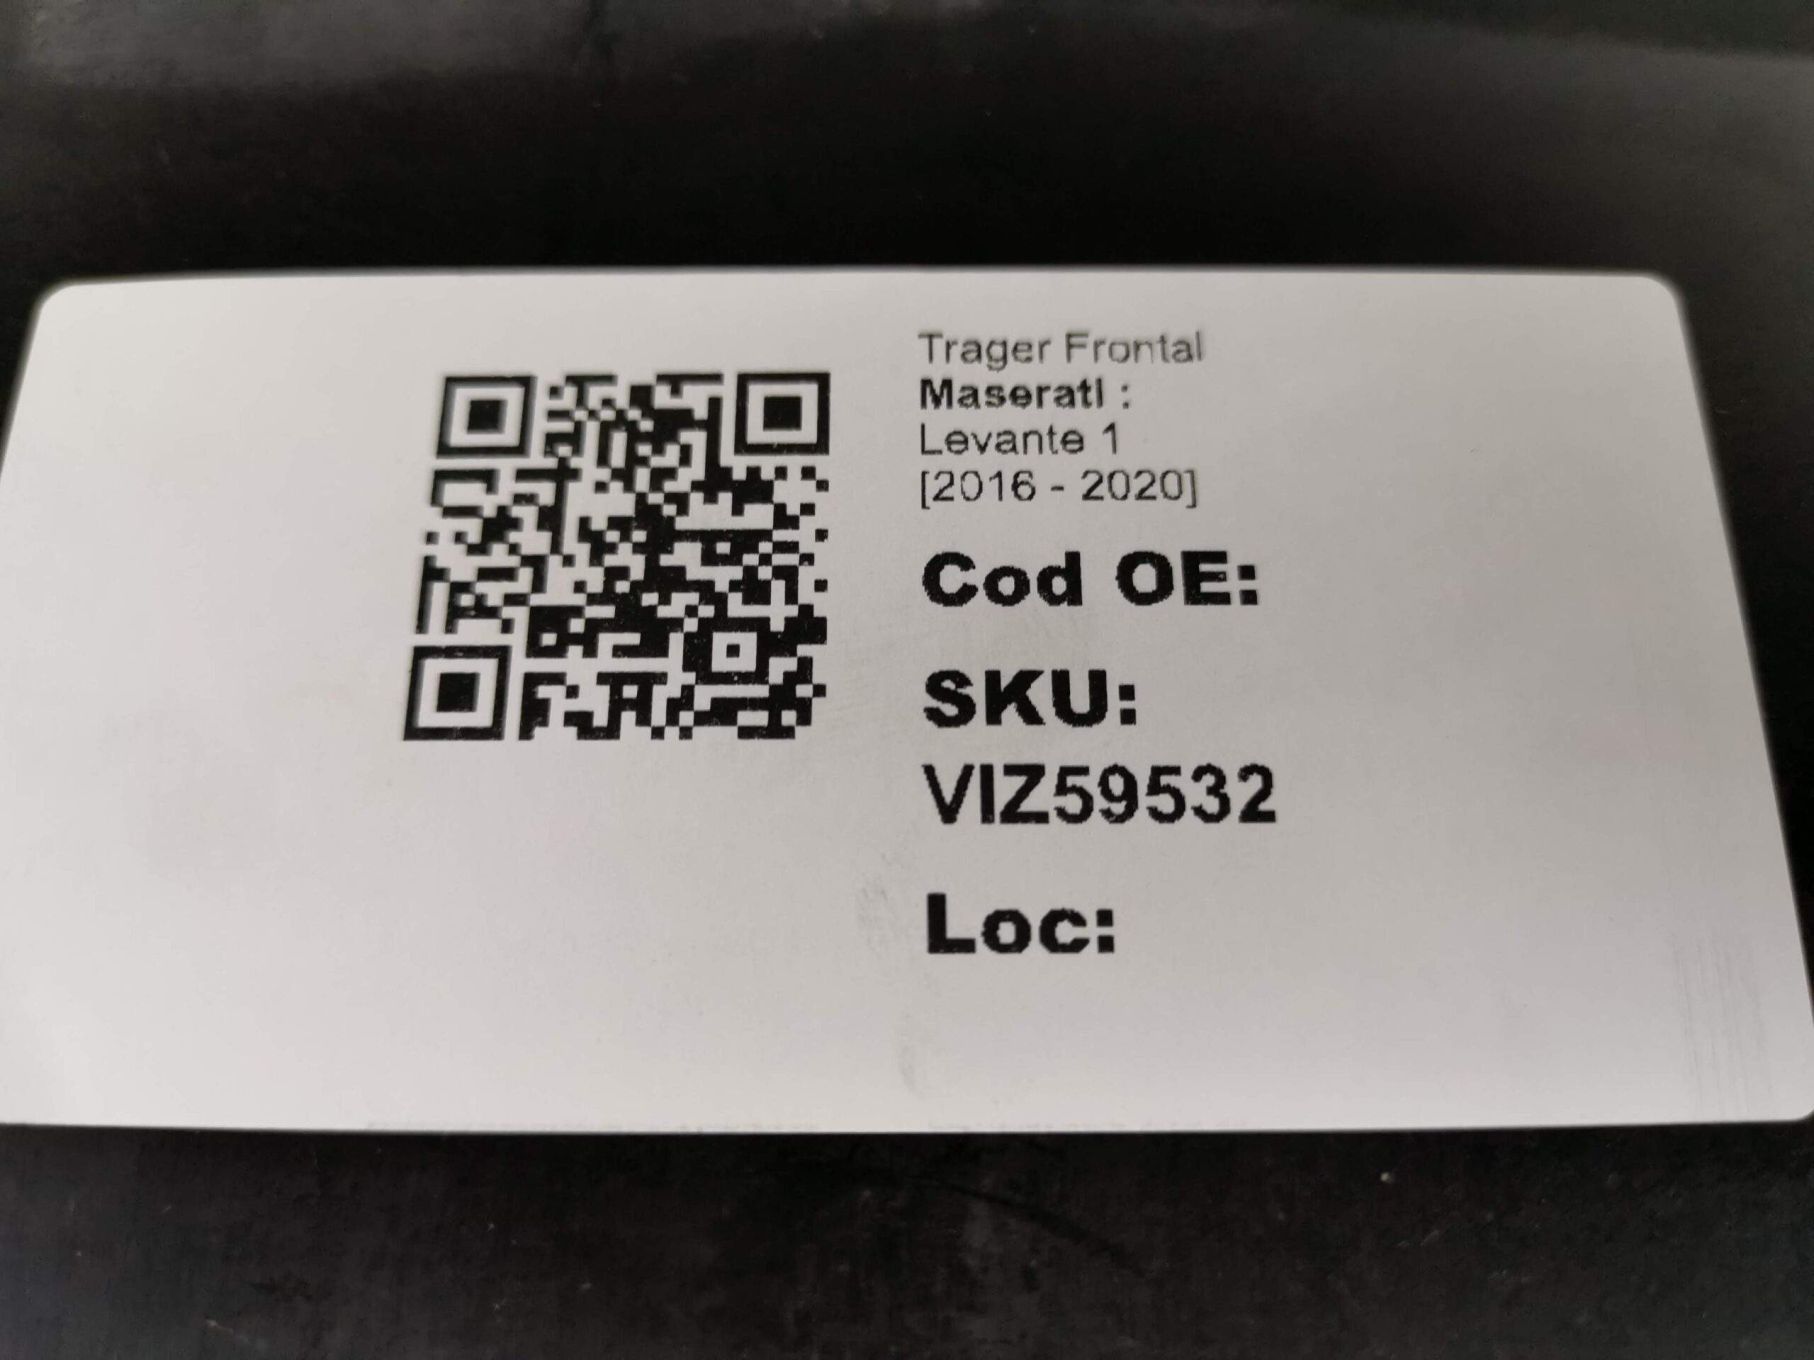 Trager Frontal
Maserati :
Levante 1
[2016 - 2020]
Cod OE:
SKU:
VIZ59532
Loc: